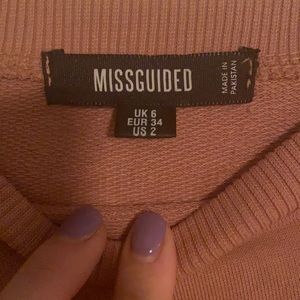 MISSGUIDED
MADE IN
PAKISTAN
UK 6
EUR 34
US 2